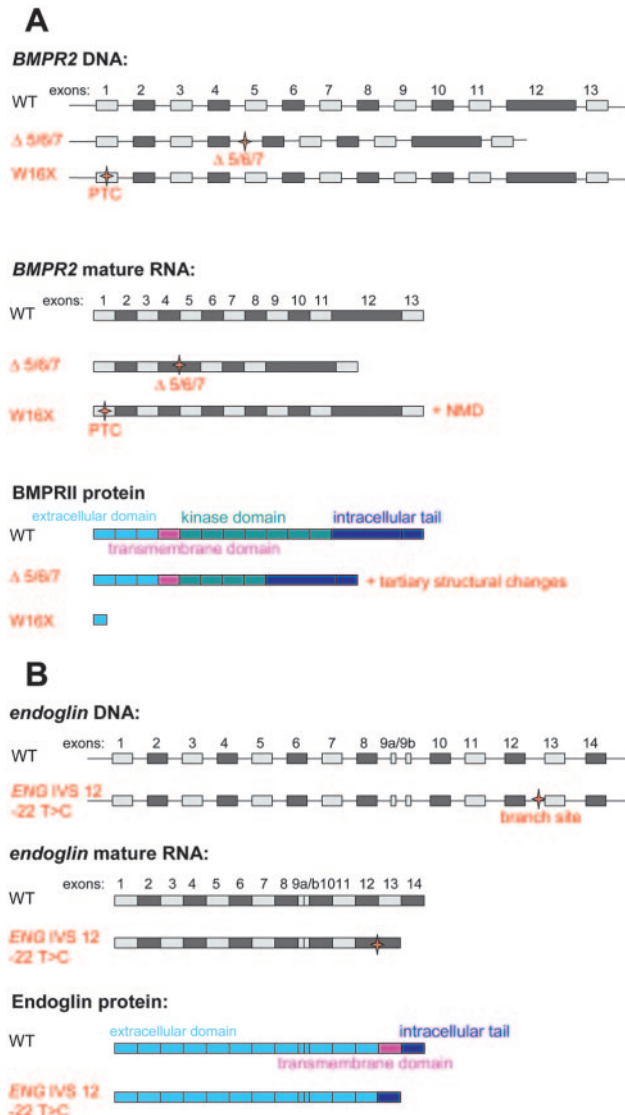 A
BMPR2 DNA:
exons: 1 2 3 4 5 6 7 8 9 10 11 12 13
WT
Δ 5/6/7
Δ 5/6/7
W16X
PTC
BMPR2 mature RNA:
exons: 1 2 3 4 5 6 7 8 9 10 11 12 13
WT
Δ 5/6/7
Δ 5/6/7
W16X + NMD
PTC
BMPRII protein
extracellular domain kinase domain intracellular tail
WT
transmembrane domain
Δ 5/6/7 + tertiary structural changes
W16X
B
endoglin DNA:
exons: 1 2 3 4 5 6 7 8 9a/9b 10 11 12 13 14
WT
ENG IVS 12
-22 T>C
branch site
endoglin mature RNA:
exons: 1 2 3 4 5 6 7 8 9a/b10 11 12 13 14
WT
ENG IVS 12
-22 T>C
Endoglin protein:
extracellular domain intracellular tail
WT
transmembrane domain
ENG IVS 12
-22 T>C